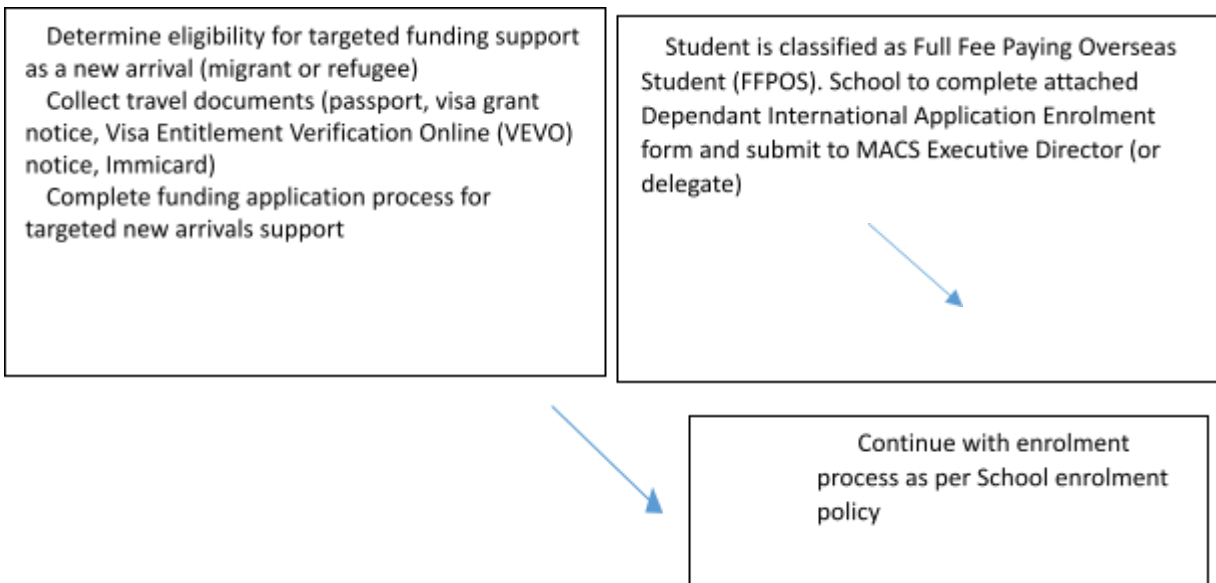 Determine eligibility for targeted funding support
as a new arrival (migrant or refugee)
Collect travel documents (passport, visa grant
notice, Visa Entitlement Verification Online (VEVO)
notice, Immicard)
Complete funding application process for
targeted new arrivals support
Student is classified as Full Fee Paying Overseas
Student (FFPOS). School to complete attached
Dependant International Application Enrolment
form and submit to MACS Executive Director (or
delegate)
Continue with enrolment
process as per School enrolment
policy